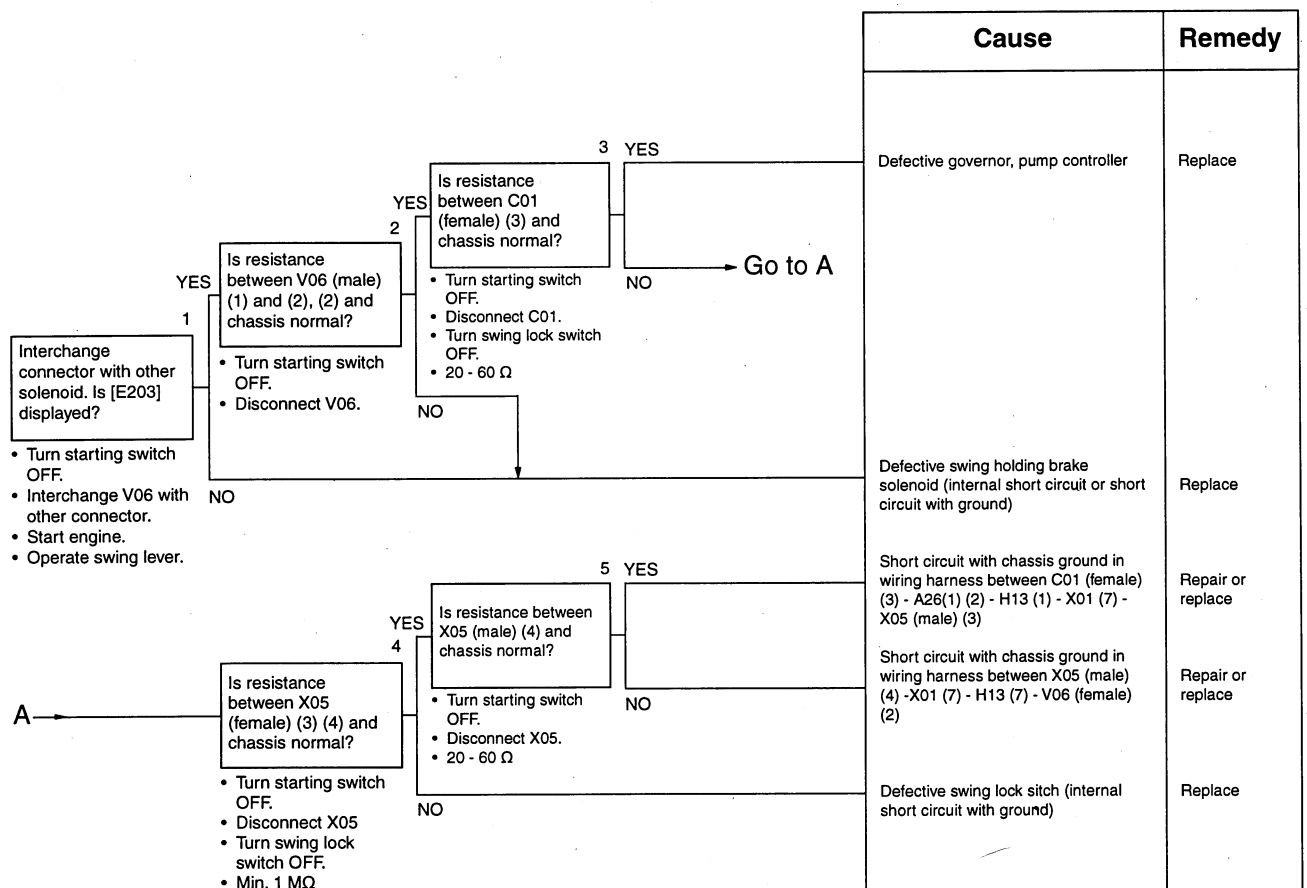 Cause
Remedy
3 YES
Is resistance
between C01
(female) (3) and
chassis normal?
Defective governor, pump controller
Replace
YES
2
NO
Go to A
• Turn starting switch
OFF.
• Disconnect C01.
• Turn swing lock switch
OFF.
• 20 - 60 Ω
Is resistance
between V06 (male)
(1) and (2), (2) and
chassis normal?
YES
1
• Turn starting switch
OFF.
• Disconnect V06.
NO
Interchange
connector with other
solenoid. Is [E203]
displayed?
• Turn starting switch
OFF.
• Interchange V06 with
other connector.
• Start engine.
• Operate swing lever.
NO
Defective swing holding brake
solenoid (internal short circuit or short
circuit with ground)
Replace
5 YES
Is resistance between
X05 (male) (4) and
chassis normal?
Short circuit with chassis ground in
wiring harness between C01 (female)
(3) - A26(1) (2) - H13 (1) - X01 (7) -
X05 (male) (3)
Repair or
replace
YES
4
NO
• Turn starting switch
OFF.
• Disconnect X05.
• 20 - 60 Ω
Short circuit with chassis ground in
wiring harness between X05 (male)
(4) -X01 (7) - H13 (7) - V06 (female)
(2)
Repair or
replace
A
Is resistance
between X05
(female) (3) (4) and
chassis normal?
• Turn starting switch
OFF.
• Disconnect X05
• Turn swing lock
switch OFF.
• Min. 1 MΩ
NO
Defective swing lock sitch (internal
short circuit with ground)
Replace